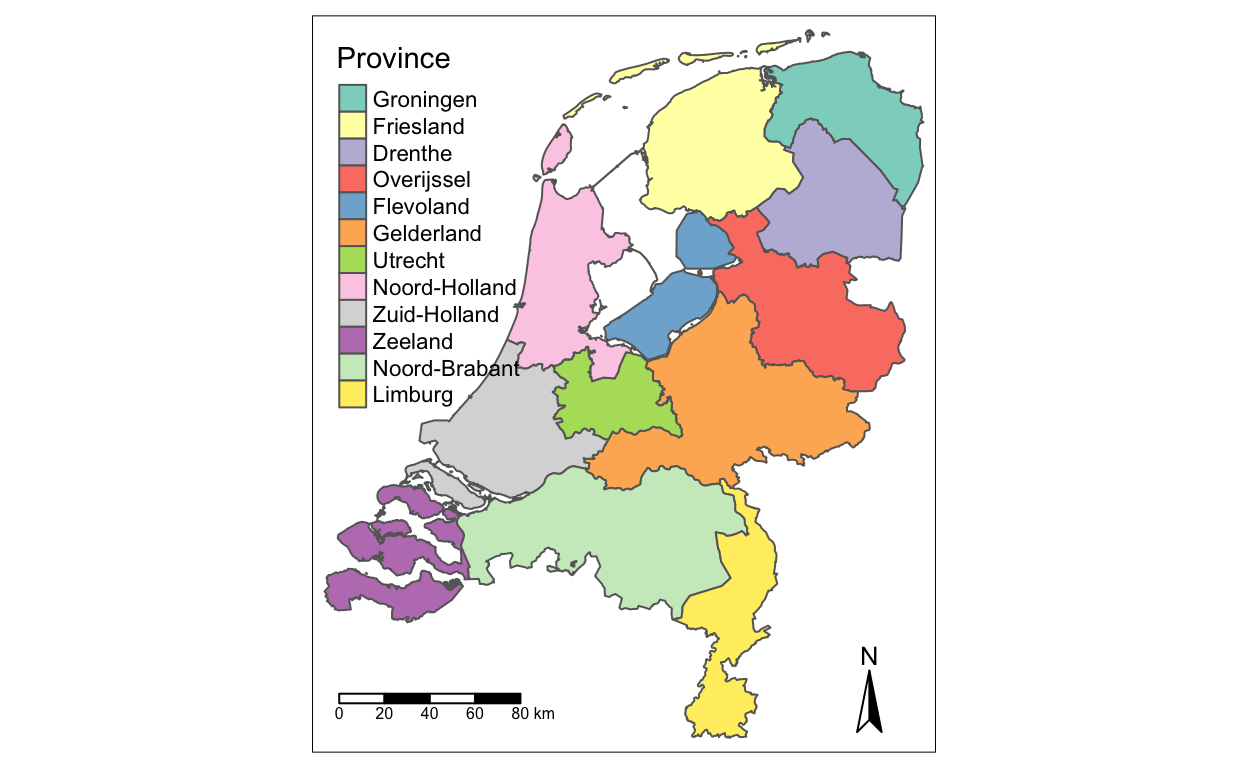 Province
Groningen
Friesland
Drenthe
Overijssel
Flevoland
Gelderland
Utrecht
Noord-Holland
Zuid-Holland
Zeeland
Noord-Brabant
Limburg
N
0 20 40 60 80 km